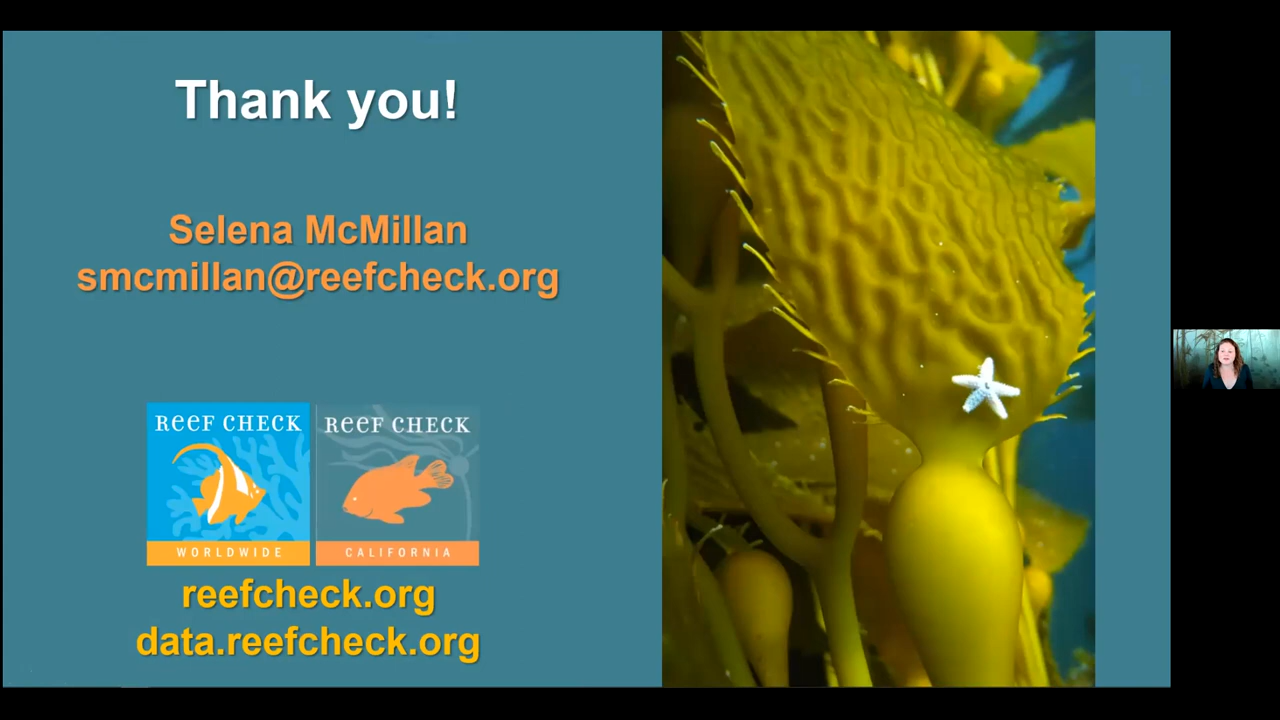 Thank you!
Selena McMillan
smcmillan@reefcheck.org
REEF CHECK
WORLDWIDE
REEF CHECK
CALIFORNIA
reefcheck.org
data.reefcheck.org